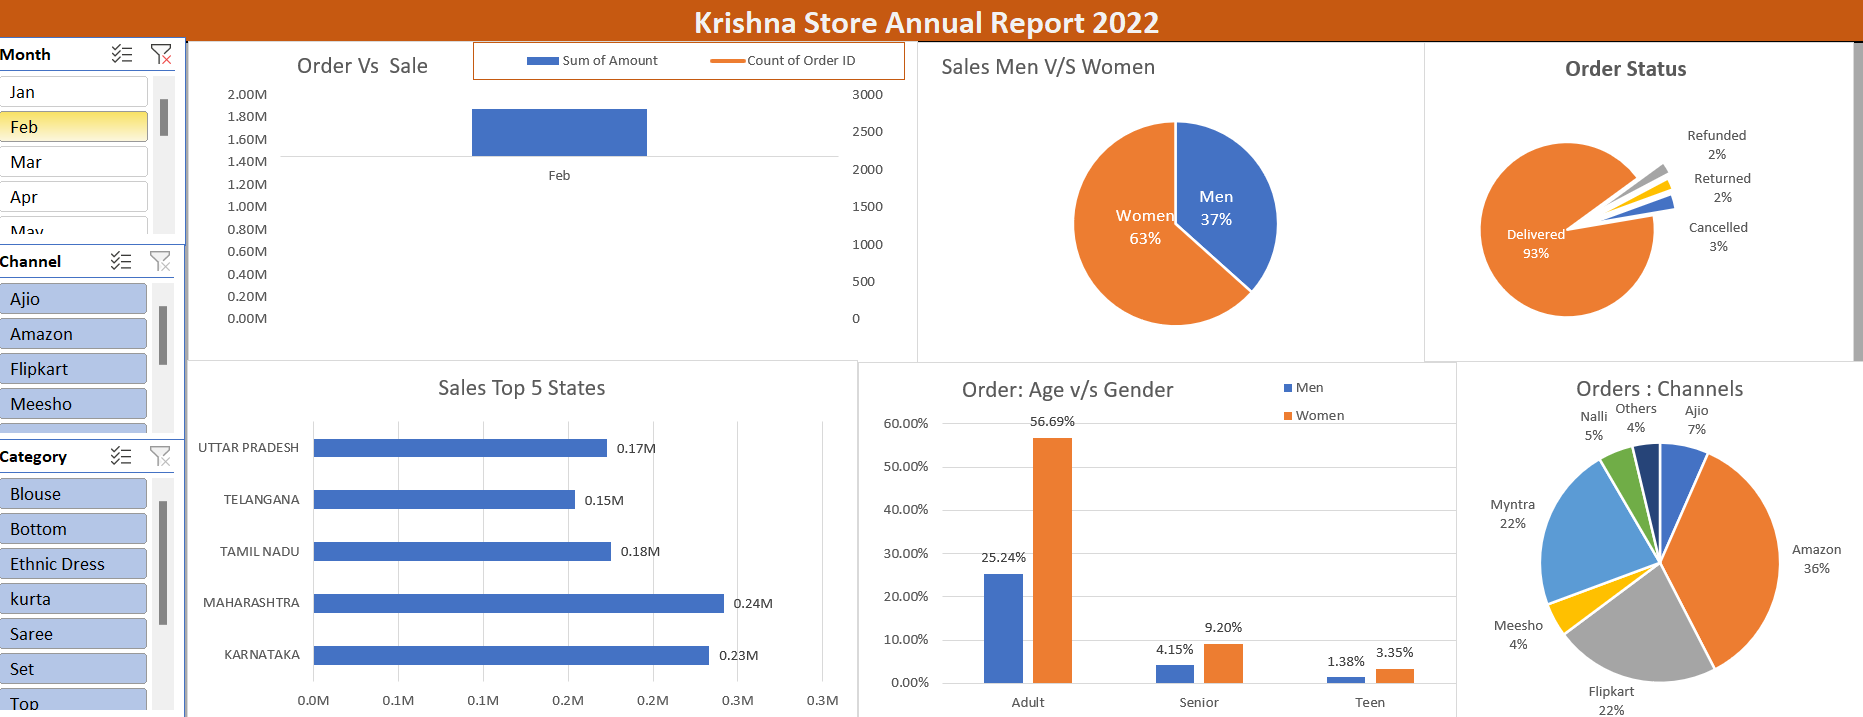 Krishna Store Annual Report 2022
Month
Jan
Feb
Mar
Apr
May
Channel
Ajio
Amazon
Flipkart
Meesho
Category
Blouse
Bottom
Ethnic Dress
kurta
Saree
Set
Top
Order Vs Sale
Sum of Amount
Count of Order ID
2.00M
1.80M
1.60M
1.40M
1.20M
1.00M
0.80M
0.60M
0.40M
0.20M
0.00M
3000
2500
2000
1500
1000
500
0
Feb
Sales Men V/S Women
Men
37%
Women
63%
Order Status
Refunded
2%
Returned
2%
Cancelled
3%
Delivered
93%
Sales Top 5 States
UTTAR PRADESH
0.17M
TELANGANA
0.15M
TAMIL NADU
0.18M
MAHARASHTRA
0.24M
KARNATAKA
0.23M
0.0M
0.1M
0.1M
0.2M
0.2M
0.3M
0.3M
Order: Age v/s Gender
Men
Women
60.00%
50.00%
40.00%
30.00%
20.00%
10.00%
0.00%
25.24%
56.69%
4.15%
9.20%
1.38%
3.35%
Adult
Senior
Teen
Orders : Channels
Nalli
5%
Others
4%
Ajio
7%
Myntra
22%
Amazon
36%
Meesho
4%
Flipkart
22%